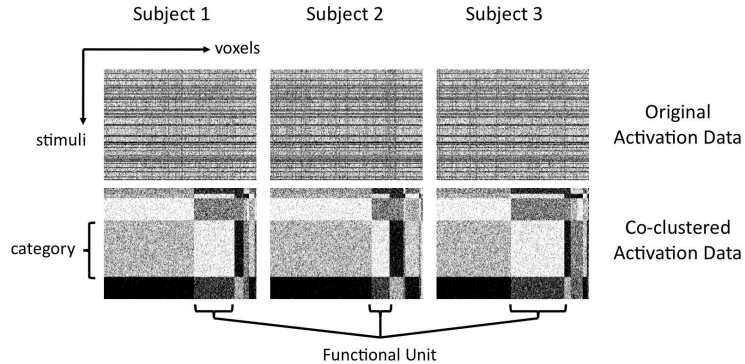 Subject 1
Subject 2
Subject 3
voxels
stimuli
Original
Activation Data
category
Co-clustered
Activation Data
Functional Unit